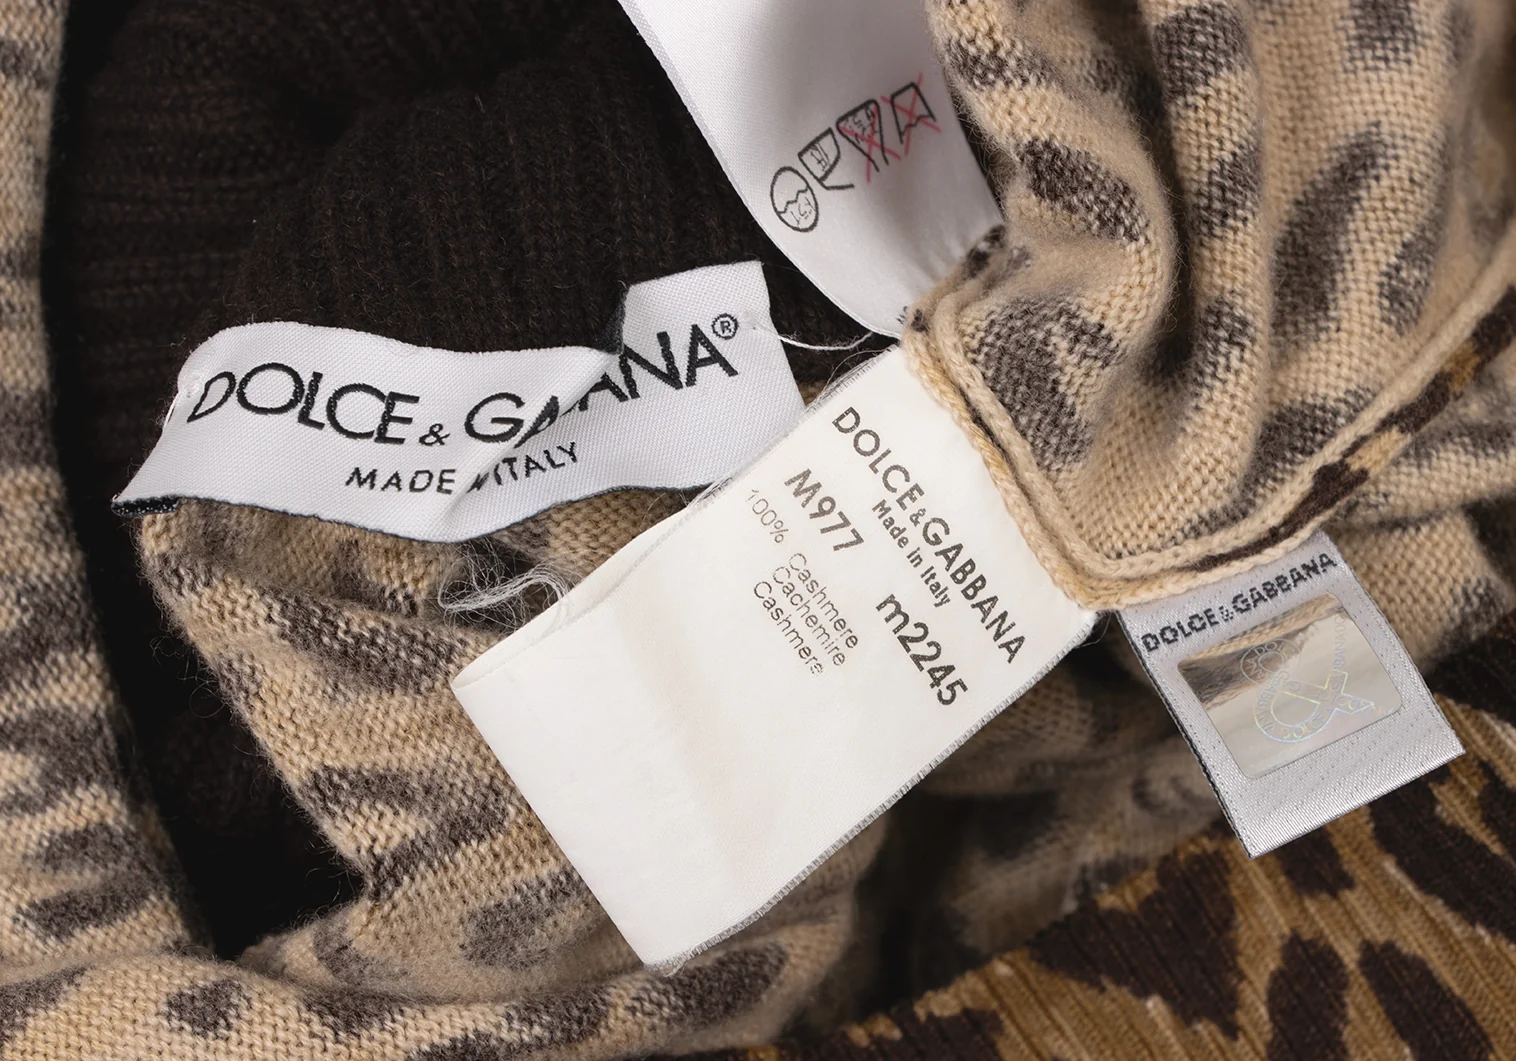 DOLCE & GABBANA®
MADE IN ITALY
DOLCE & GABBANA
Made in Italy
M977 m2245
100% Cashmere
Cachemire
Cashmere
DOLCE & GABBANA